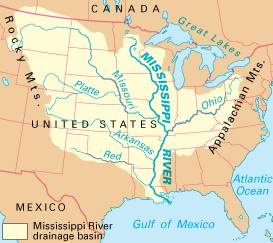 CANADA
Rocky Mts.
Great Lakes
MISSISSIPPI
RIVER
Missouri
Platte
Ohio
Appalachian Mts.
UNITED STATES
Arkansas
Red
Atlantic
Ocean
MEXICO
Gulf of Mexico
Mississippi River
drainage basin